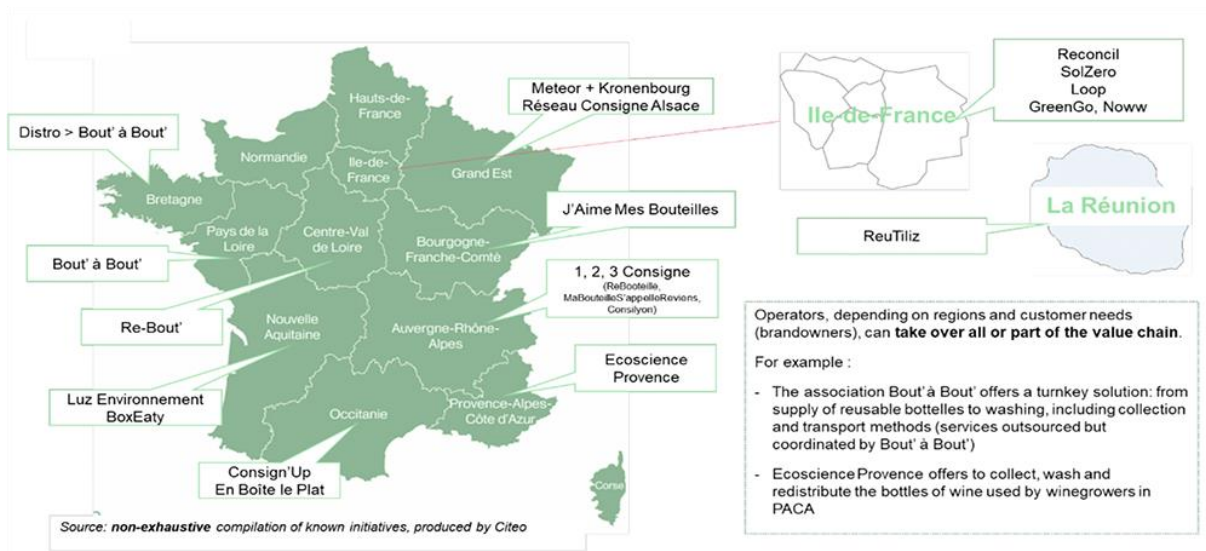 Meteor + Kronenbourg
Réseau Consigne Alsace
Hauts-de-
France
Distro > Bout' à Bout'
Normandie
Ile-de-
France
Grand Est
Bretagne
J'Aime Mes Bouteilles
Pays de la
Loire
Centre-Val
de Loire
Bourgogne-
Franche-Comté
Bout' à Bout'
1, 2, 3 Consigne
(ReBooteille,
MaBouteilleS'appelleReviens,
Consilyon)
Re-Bout'
Nouvelle
Aquitaine
Auvergne-Rhône-
Alpes
Ecoscience
Provence
Luz Environnement
BoxEaty
Occitanie
Provence-Alpes-
Côte d'Azur
Consign'Up
En Boîte le Plat
Corse
Source: non-exhaustive compilation of known initiatives, produced by Citeo
Reconcil
SolZero
Loop
GreenGo, Noww
Ile-de-France
La Réunion
ReuTiliz
Operators, depending on regions and customer needs
(brandowners), can take over all or part of the value chain.
For example :
- The association Bout' à Bout' offers a turnkey solution: from
supply of reusable bottelles to washing, including collection
and transport methods (services outsourced but
coordinated by Bout' à Bout')
- Ecoscience Provence offers to collect, wash and
redistribute the bottles of wine used by winegrowers in
PACA